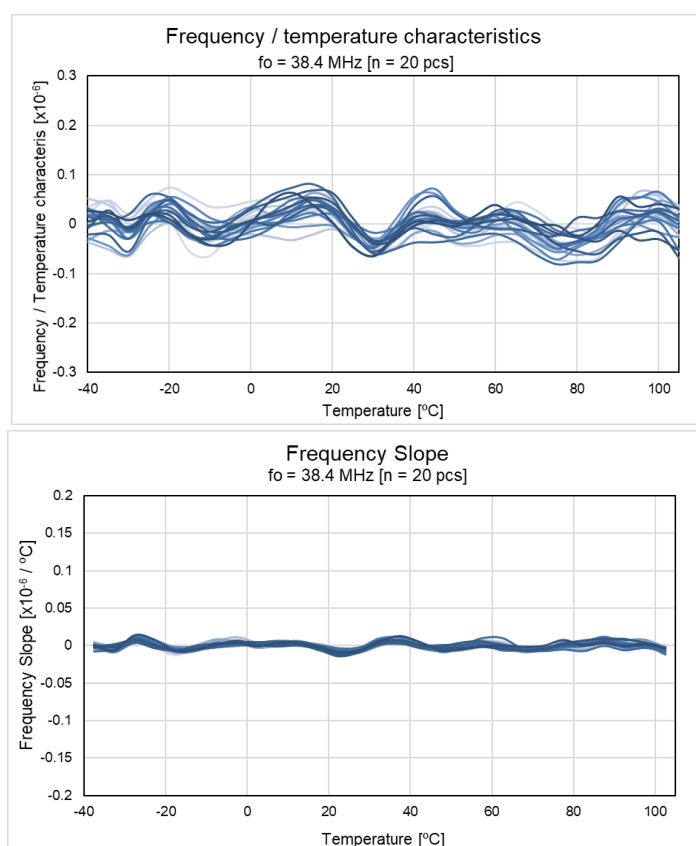 Frequency / temperature characteristics
fo = 38.4 MHz [n = 20 pcs]
Frequency / Temperature characteris [x10⁻⁶]
0.3
0.2
0.1
0
-0.1
-0.2
-0.3
-40 -20 0 20 40 60 80 100
Temperature [ºC]
Frequency Slope
fo = 38.4 MHz [n = 20 pcs]
Frequency Slope [x10⁻⁶ / ºC]
0.2
0.15
0.1
0.05
0
-0.05
-0.1
-0.15
-0.2
-40 -20 0 20 40 60 80 100
Temperature [ºC]